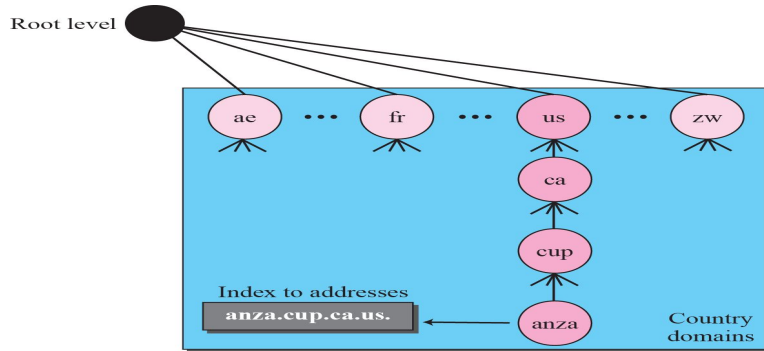 Root level
ae ••• fr ••• us ••• zw
ca
cup
Index to addresses
anza.cup.ca.us.
anza
Country
domains